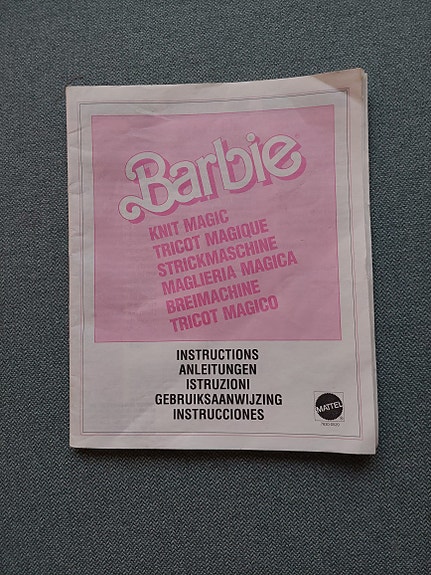 Barbie
KNIT MAGIC
TRICOT MAGIQUE
STRICKMASCHINE
MAGLIERIA MAGICA
BREIMACHINE
TRICOT MAGICO
INSTRUCTIONS
ANLEITUNGEN
ISTRUZIONI
GEBRUIKSAANWIJZING
INSTRUCCIONES
MATTEL